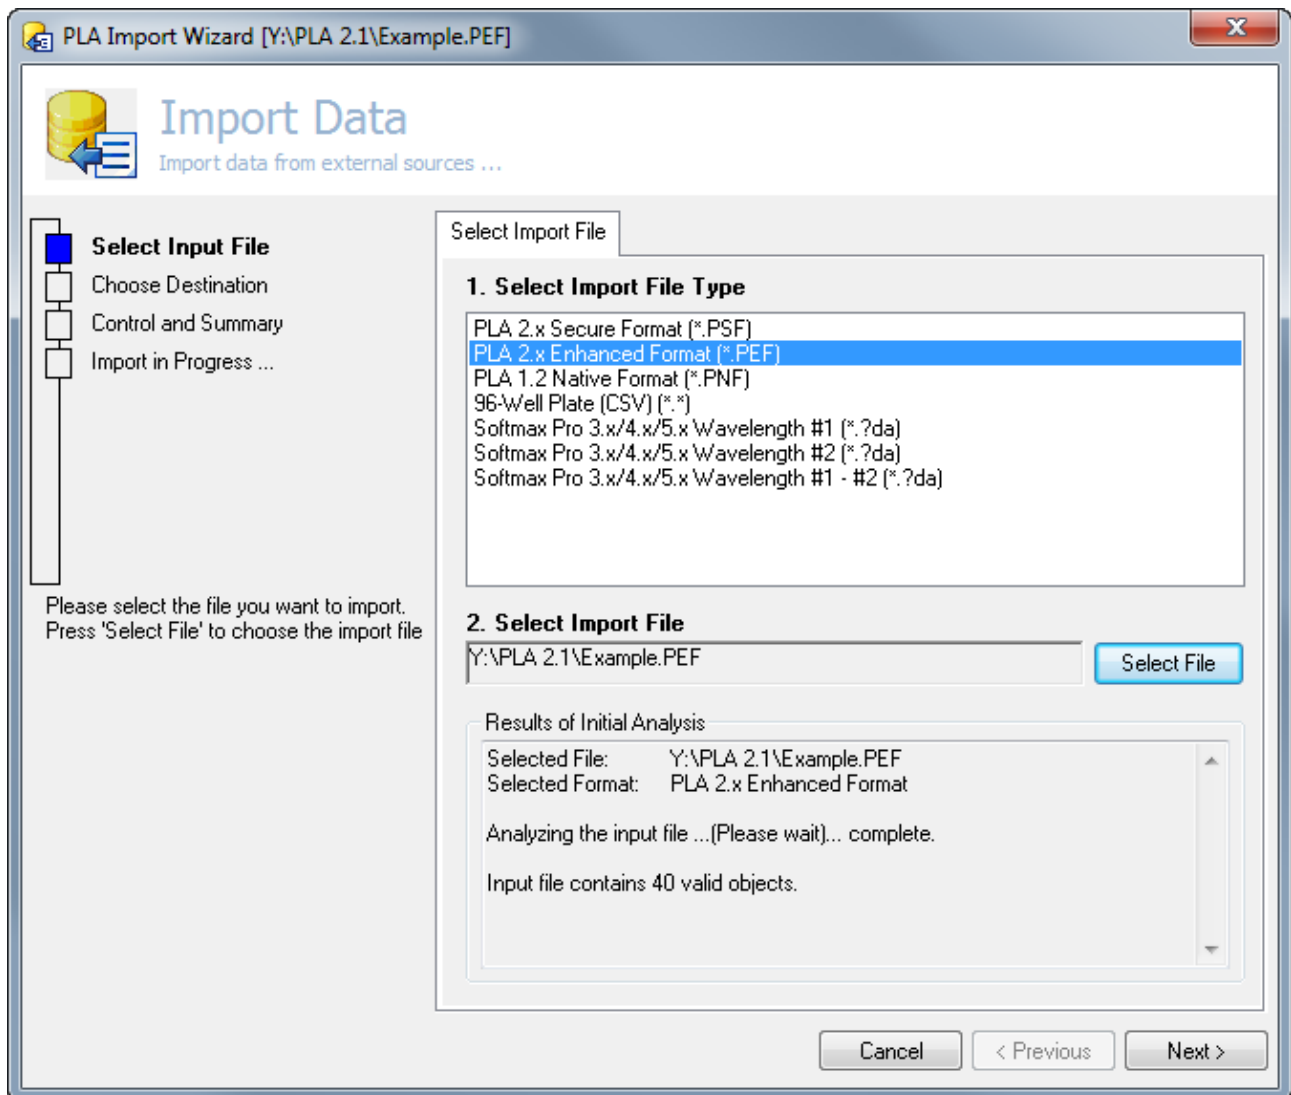 PLA Import Wizard [Y:\PLA 2.1\Example.PEF]
Import Data
Import data from external sources ...
Select Input File
Choose Destination
Control and Summary
Import in Progress ...
Please select the file you want to import.
Press 'Select File' to choose the import file
Select Import File
1. Select Import File Type
PLA 2.x Secure Format (*.PSF)
PLA 2.x Enhanced Format (*.PEF)
PLA 1.2 Native Format (*.PNF)
96-Well Plate (CSV) (*.*)
Softmax Pro 3.x/4.x/5.x Wavelength #1 (*.?da)
Softmax Pro 3.x/4.x/5.x Wavelength #2 (*.?da)
Softmax Pro 3.x/4.x/5.x Wavelength #1 - #2 (*.?da)
2. Select Import File
Y:\PLA 2.1\Example.PEF
Select File
Results of Initial Analysis
Selected File: Y:\PLA 2.1\Example.PEF
Selected Format: PLA 2.x Enhanced Format
Analyzing the input file ...(Please wait)... complete.
Input file contains 40 valid objects.
Cancel
< Previous
Next >